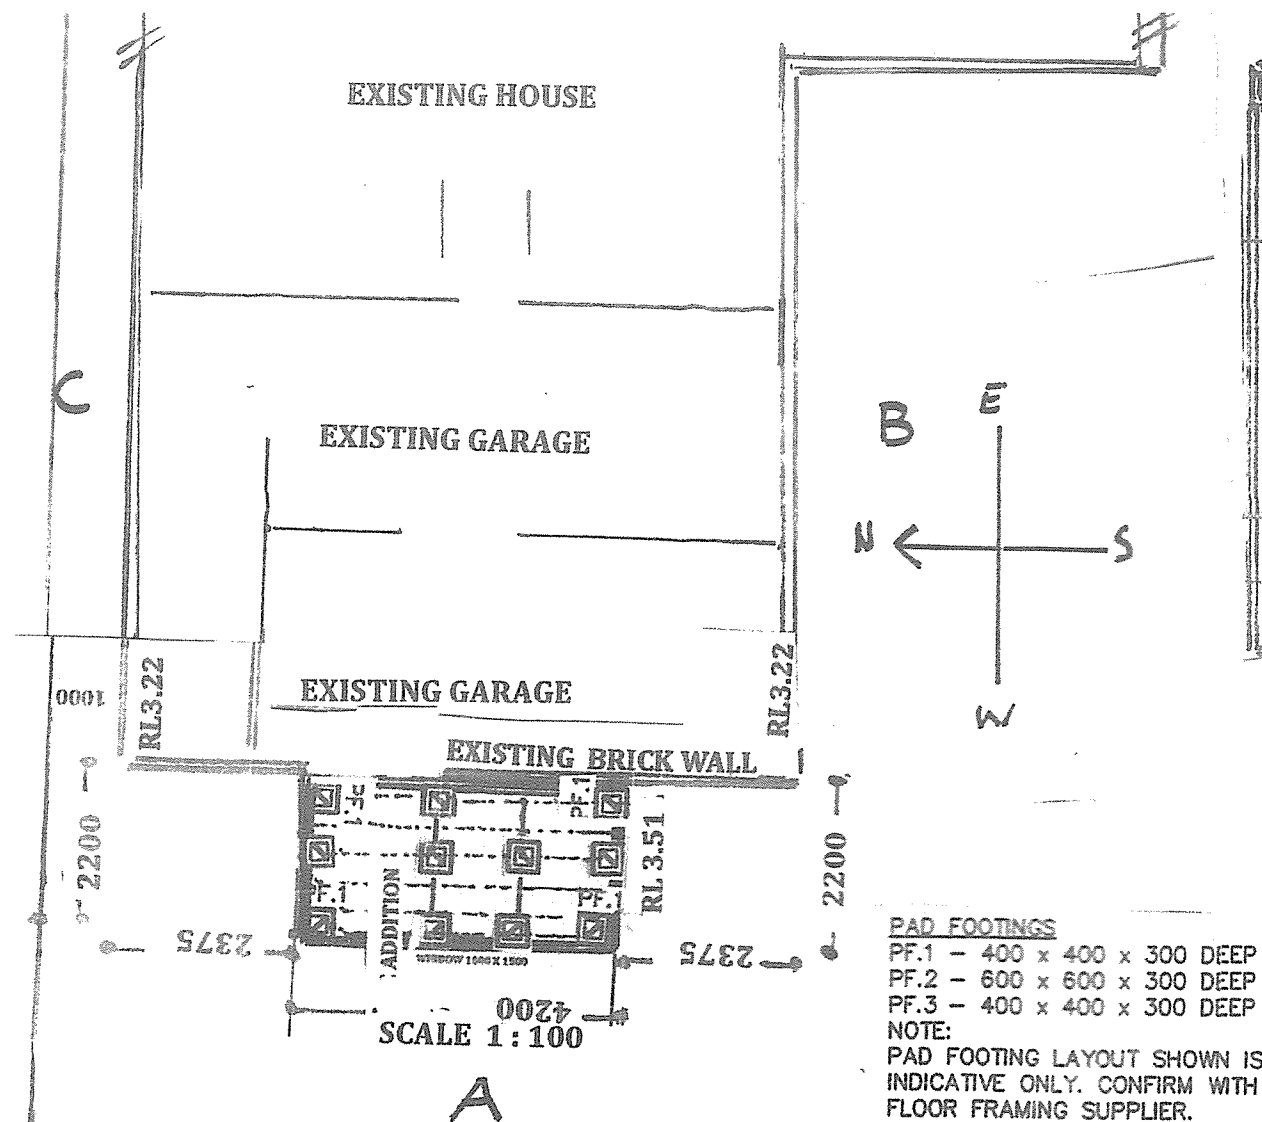 EXISTING HOUSE
C
EXISTING GARAGE
B
E
N
S
W
1000
RL3.22
EXISTING GARAGE
RL3.22
EXISTING BRICK WALL
PF.1
PF.1
2200
ADDITION
RL 3.51
2200
PF.1
2375
WINDOW 1000 X 1500
2375
4200
SCALE 1 : 100
A
PAD FOOTINGS
PF.1 – 400 x 400 x 300 DEEP
PF.2 – 600 x 600 x 300 DEEP
PF.3 – 400 x 400 x 300 DEEP
NOTE:
PAD FOOTING LAYOUT SHOWN IS
INDICATIVE ONLY. CONFIRM WITH
FLOOR FRAMING SUPPLIER.